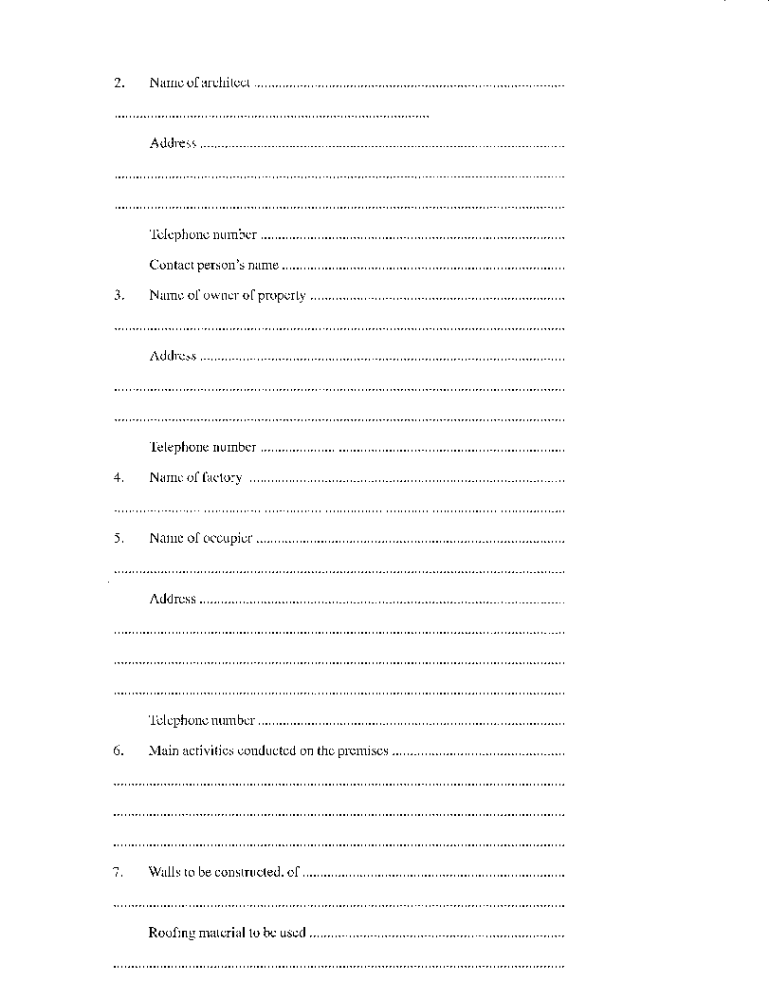 2. Name of architect ........................................................................................
.........................................................................................
Address .......................................................................................................
...............................................................................................................................
...............................................................................................................................
Telephone number ......................................................................................
Contact person's name ................................................................................
3. Name of owner of property ........................................................................
...............................................................................................................................
Address .......................................................................................................
...............................................................................................................................
...............................................................................................................................
Telephone number ......................................................................................
4. Name of factory .........................................................................................
...............................................................................................................................
5. Name of occupier .......................................................................................
...............................................................................................................................
Address .......................................................................................................
...............................................................................................................................
...............................................................................................................................
...............................................................................................................................
Telephone number ......................................................................................
6. Main activities conducted on the premises .................................................
...............................................................................................................................
...............................................................................................................................
...............................................................................................................................
7. Walls to be constructed. of ..........................................................................
...............................................................................................................................
Roofing material to be used ........................................................................
...............................................................................................................................